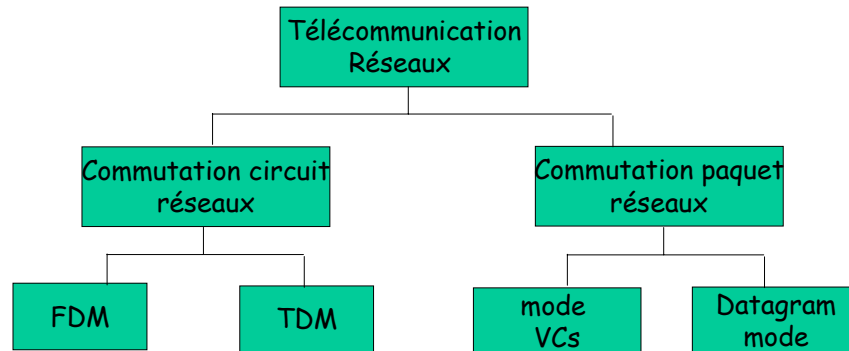 Télécommunication
Réseaux
Commutation circuit
réseaux
Commutation paquet
réseaux
FDM
TDM
mode
VCs
Datagram
mode